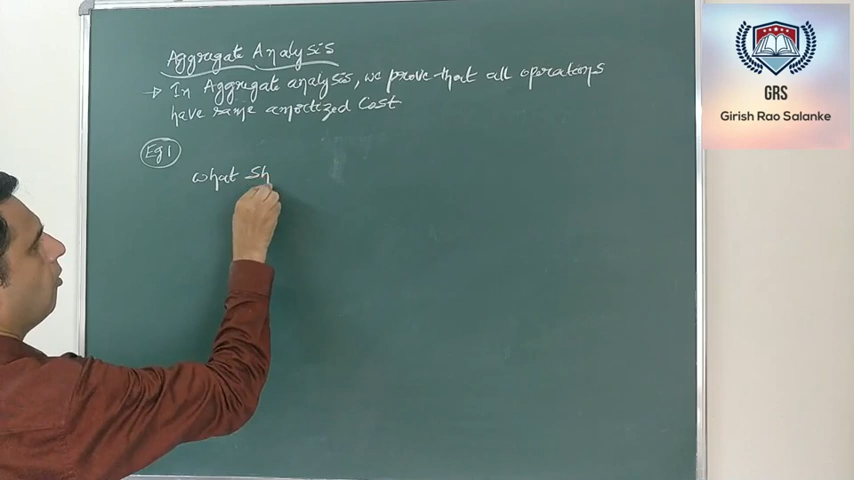 Aggregate Analysis
→ In Aggregate analysis, we prove that all operations
have same amortized Cost
Eg 1
what Sh
GRS
Girish Rao Salanke